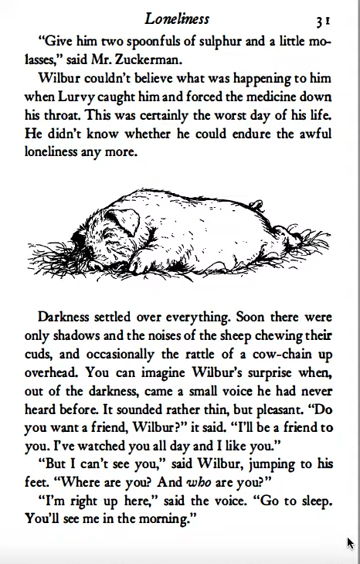 Loneliness 31
“Give him two spoonfuls of sulphur and a little mo-
lasses,” said Mr. Zuckerman.
Wilbur couldn’t believe what was happening to him
when Lurvy caught him and forced the medicine down
his throat. This was certainly the worst day of his life.
He didn’t know whether he could endure the awful
loneliness any more.
Darkness settled over everything. Soon there were
only shadows and the noises of the sheep chewing their
cuds, and occasionally the rattle of a cow-chain up
overhead. You can imagine Wilbur’s surprise when,
out of the darkness, came a small voice he had never
heard before. It sounded rather thin, but pleasant. “Do
you want a friend, Wilbur?” it said. “I’ll be a friend to
you. I’ve watched you all day and I like you.”
“But I can’t see you,” said Wilbur, jumping to his
feet. “Where are you? And who are you?”
“I’m right up here,” said the voice. “Go to sleep.
You’ll see me in the morning.”